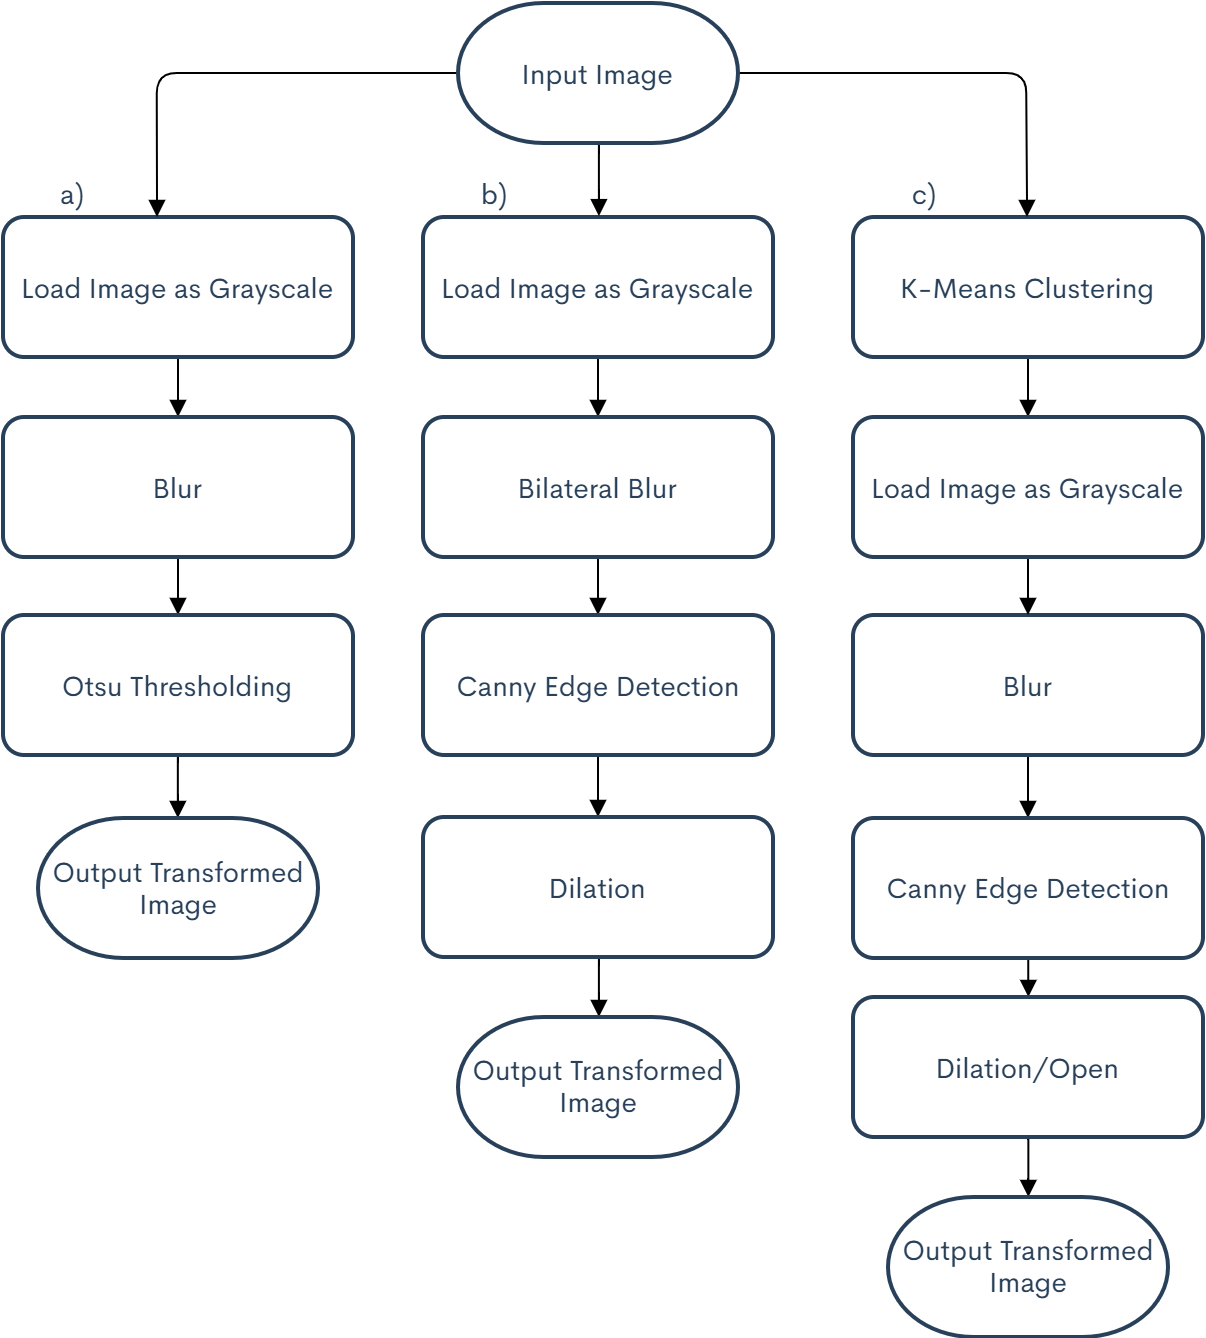 Input Image
a)
Load Image as Grayscale
Blur
Otsu Thresholding
Output Transformed
Image
b)
Load Image as Grayscale
Bilateral Blur
Canny Edge Detection
Dilation
Output Transformed
Image
c)
K-Means Clustering
Load Image as Grayscale
Blur
Canny Edge Detection
Dilation/Open
Output Transformed
Image